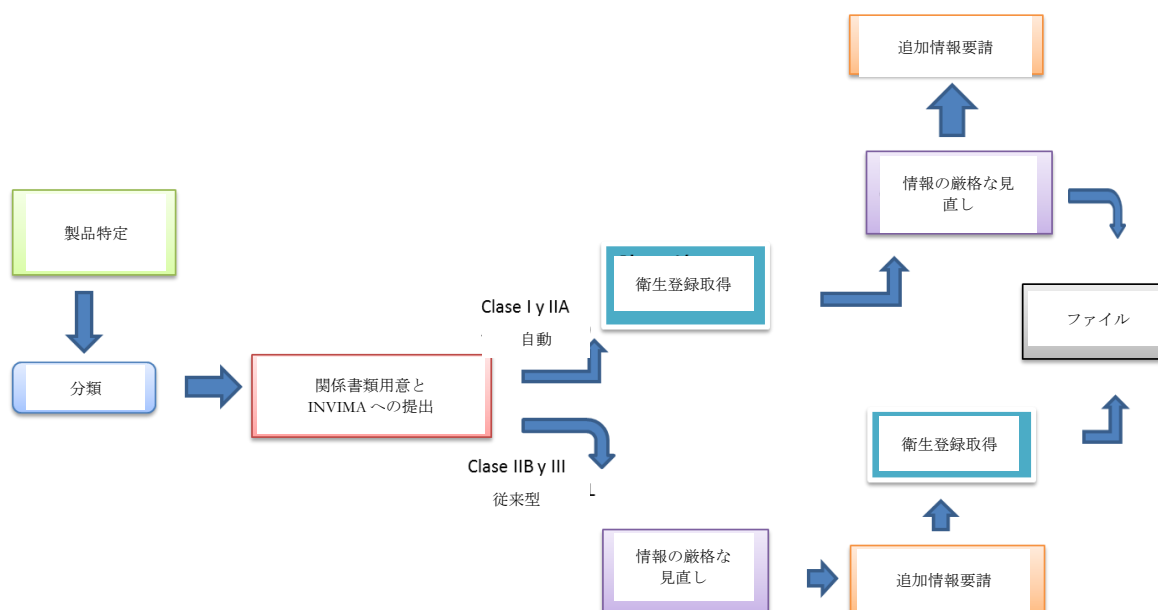 製品特定
分類
関係書類用意と
INVIMA への提出
Clase I y IIA
自動
衛生登録取得
情報の厳格な見
直し
追加情報要請
Clase IIB y III
従来型
情報の厳格な
見直し
追加情報要請
衛生登録取得
ファイル